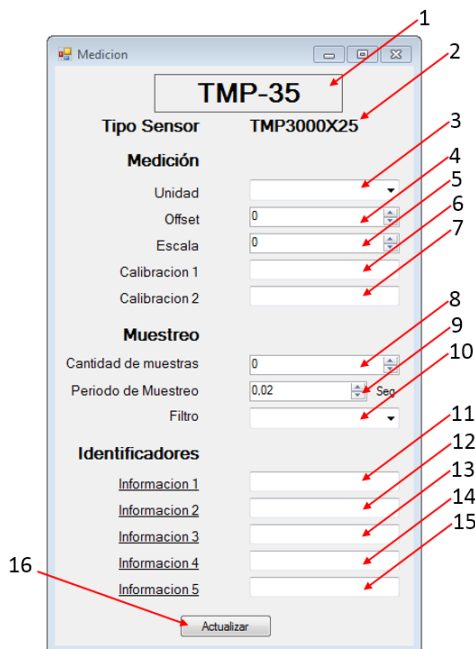 1
Medicion
2
TMP-35
Tipo Sensor TMP3000X25
3
Medición
4
Unidad
5
Offset 0
6
Escala 0
7
Calibracion 1
Calibracion 2
8
Muestreo
9
Cantidad de muestras 0
10
Periodo de Muestreo 0,02 Seg
Filtro
11
Identificadores
12
Informacion 1
13
Informacion 2
14
Informacion 3
15
Informacion 4
16
Informacion 5
Actualizar